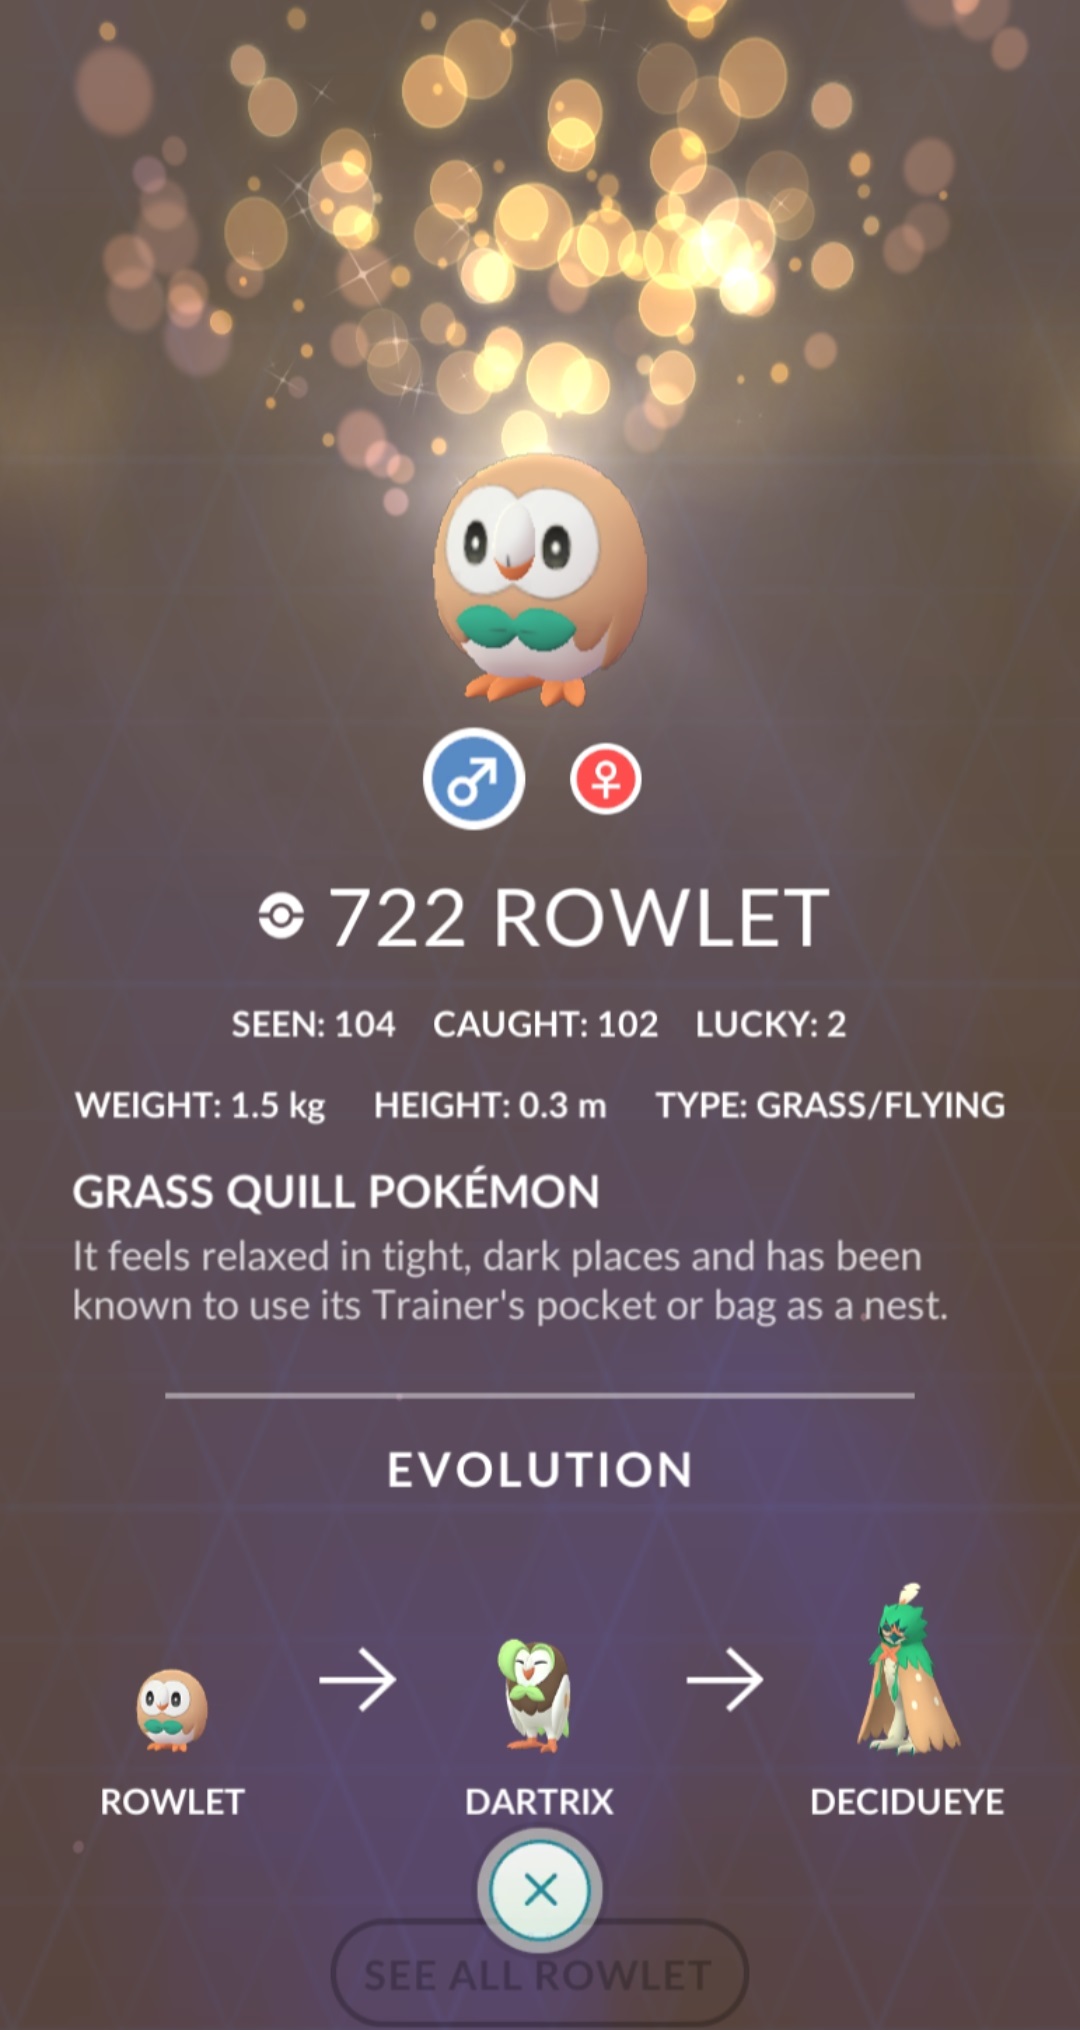 722 ROWLET
SEEN: 104 CAUGHT: 102 LUCKY: 2
WEIGHT: 1.5 kg HEIGHT: 0.3 m TYPE: GRASS/FLYING
GRASS QUILL POKÉMON
It feels relaxed in tight, dark places and has been
known to use its Trainer's pocket or bag as a nest.
EVOLUTION
ROWLET DARTRIX DECIDUEYE
SEE ALL ROWLET